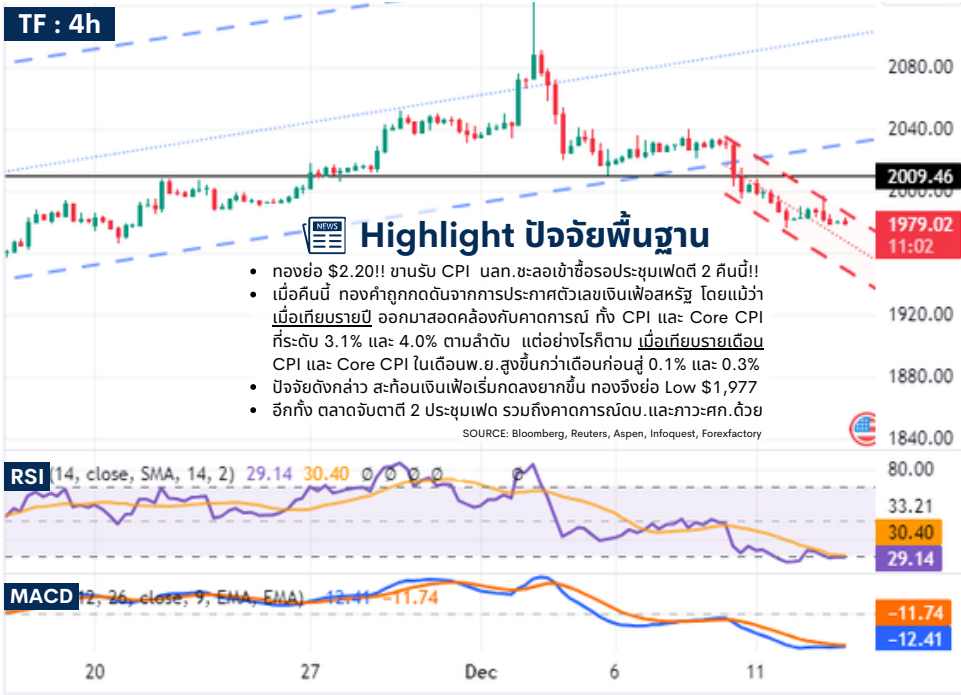 TF : 4h
2080.00
2040.00
2009.46
2000.00
1979.02
11:02
NEWS
Highlight ปัจจัยพื้นฐาน
• ทองย่อ $2.20!! ขานรับ CPI นลท.ชะลอเข้าซื้อรอประชุมเฟดตี 2 คืนนี้!!
• เมื่อคืนนี้ ทองคำถูกกดดันจากการประกาศตัวเลขเงินเฟ้อสหรัฐ โดยแม้ว่า
เมื่อเทียบรายปี ออกมาสอดคล้องกับคาดการณ์ ทั้ง CPI และ Core CPI
ที่ระดับ 3.1% และ 4.0% ตามลำดับ แต่อย่างไรก็ตาม เมื่อเทียบรายเดือน
CPI และ Core CPI ในเดือนพ.ย.สูงขึ้นกว่าเดือนก่อนสู่ 0.1% และ 0.3%
• ปัจจัยดังกล่าว สะท้อนเงินเฟ้อเริ่มกดลงยากขึ้น ทองจึงย่อ Low $1,977
• อีกทั้ง ตลาดจับตาตี 2 ประชุมเฟด รวมถึงคาดการณ์ดบ.และภาวะศก.ด้วย
SOURCE: Bloomberg, Reuters, Aspen, Infoquest, Forexfactory
1920.00
1880.00
1840.00
RSI (14, close, SMA, 14, 2) 29.14 30.40 Ø Ø Ø Ø Ø
80.00
33.21
30.40
29.14
MACD 12, 26, close, 9, EMA, EMA) -12.41 -11.74
−11.74
−12.41
20 27 Dec 6 11